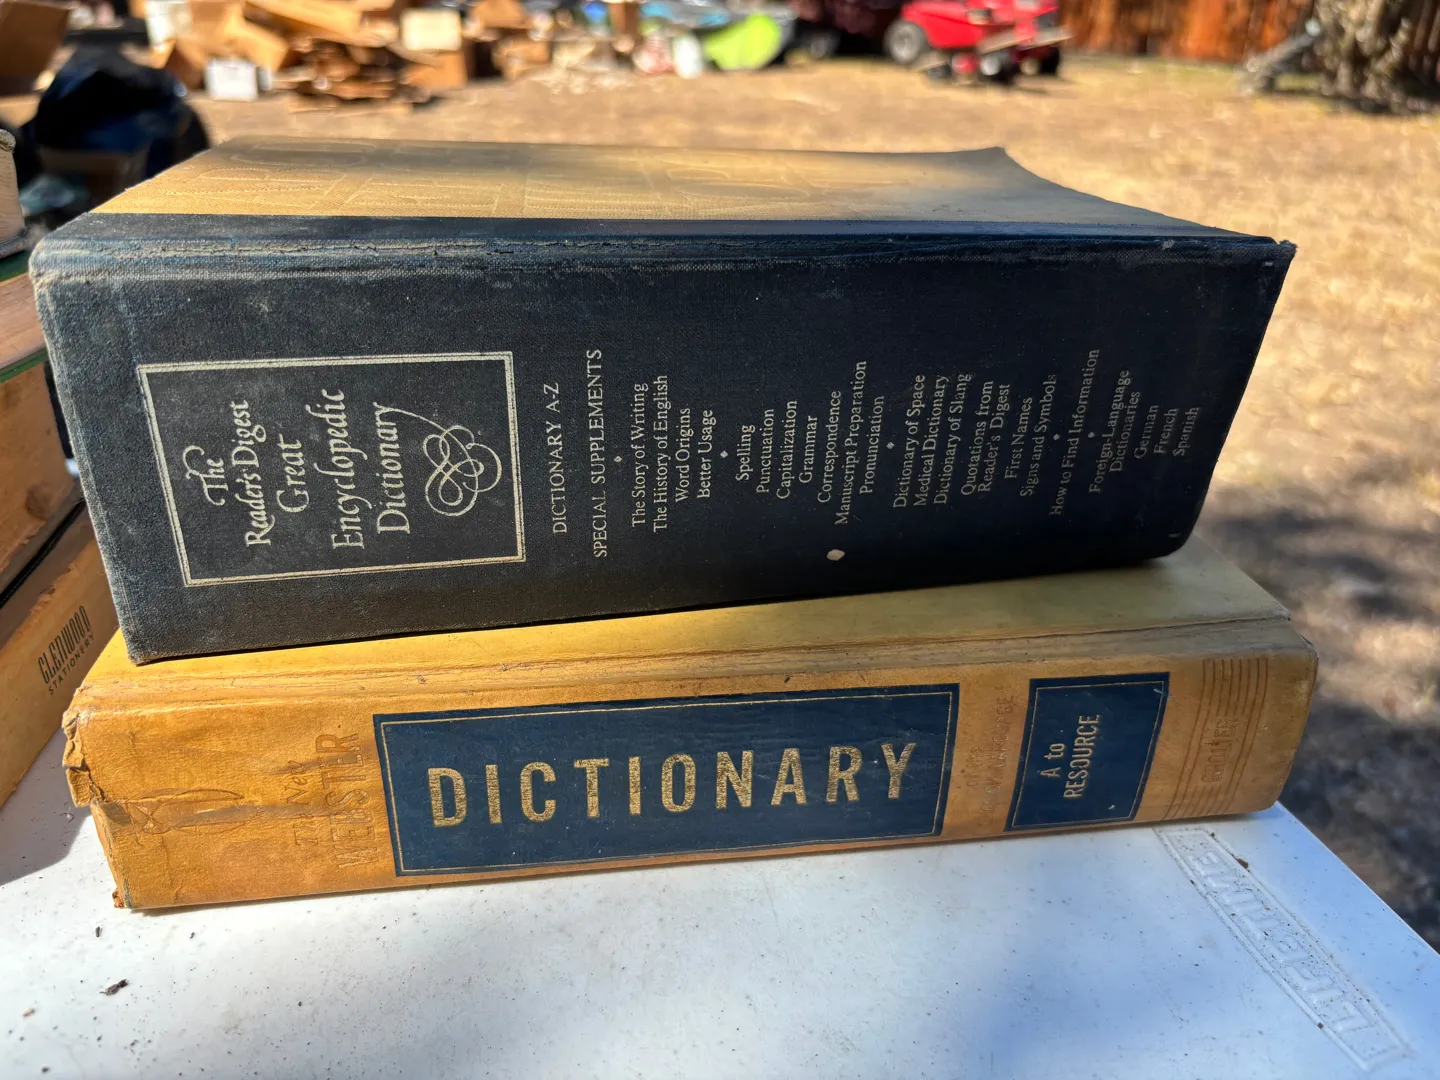 The
Reader's Digest
Great
Encyclopedic
Dictionary
DICTIONARY A-Z
SPECIAL SUPPLEMENTS
The Story of Writing
The History of English
Word Origins
Better Usage
Spelling
Punctuation
Capitalization
Grammar
Correspondence
Manuscript Preparation
Pronunciation
Dictionary of Space
Medical Dictionary
Dictionary of Slang
Quotations from
Reader's Digest
First Names
Signs and Symbols
How to Find Information
Foreign-Language
Dictionaries
German
French
Spanish
GLENWOOD
STATIONERY
The New
WEBSTER
DICTIONARY
A to
RESOURCE
GROLIER
LIFETIME